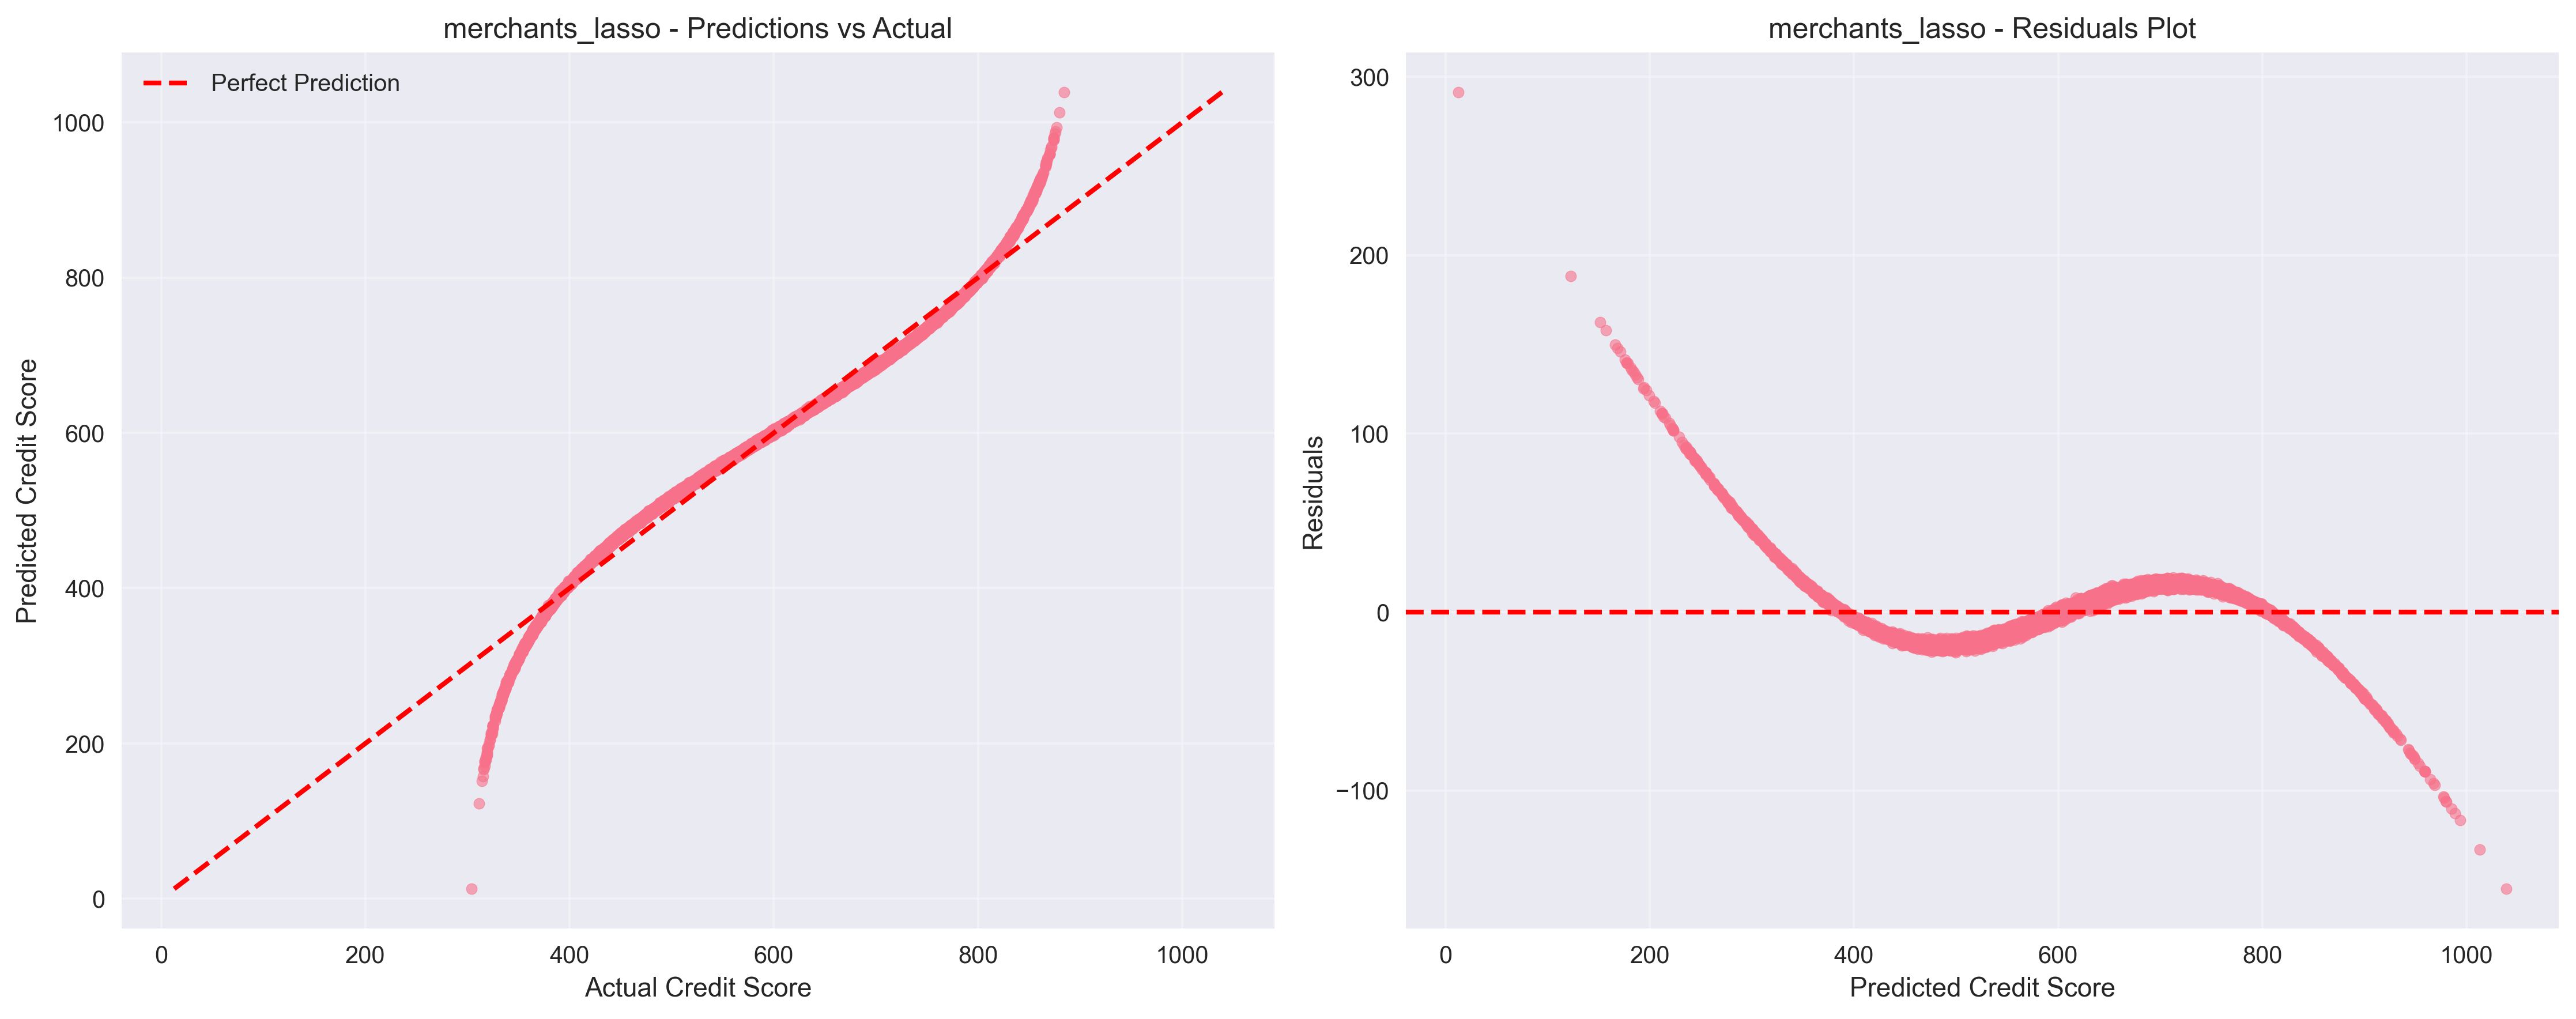 merchants_lasso - Predictions vs Actual
Perfect Prediction
1000
800
600
400
200
0
Predicted Credit Score
0 200 400 600 800 1000
Actual Credit Score
merchants_lasso - Residuals Plot
300
200
100
0
−100
Residuals
0 200 400 600 800 1000
Predicted Credit Score